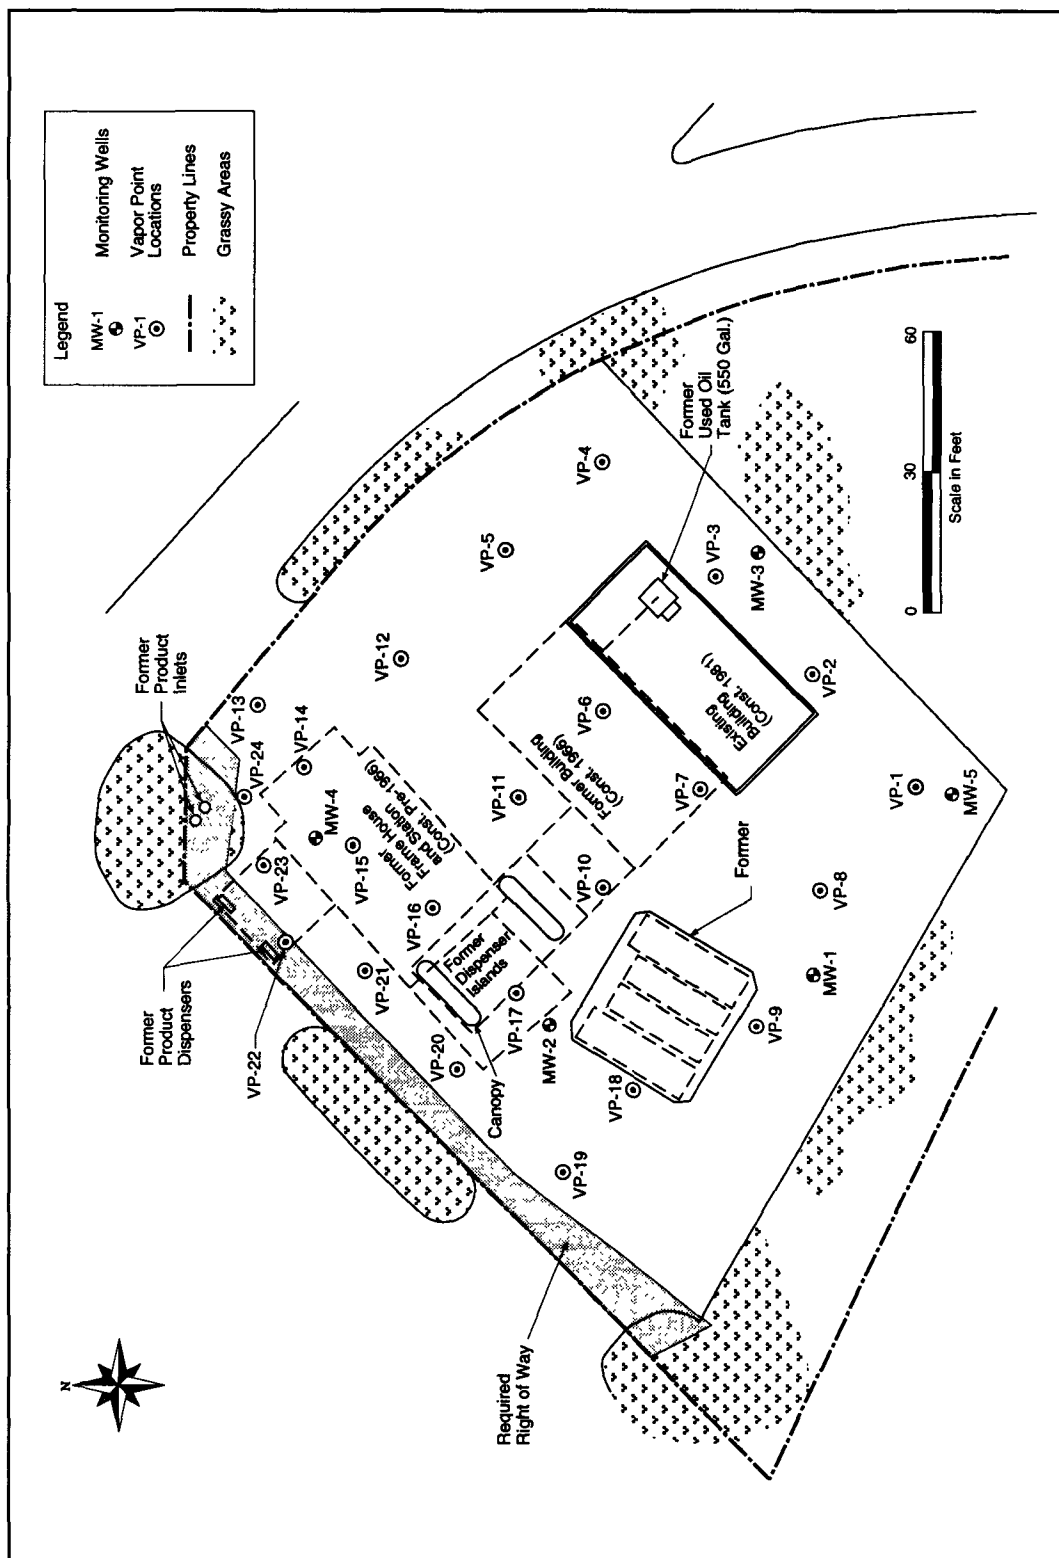 N
Legend
MW-1
Monitoring Wells
VP-1
Vapor Point
Locations
Property Lines
Grassy Areas
Former
Product
Inlets
Former
Product
Dispensers
VP-22
VP-23
VP-24
VP-13
VP-14
MW-4
VP-15
VP-12
VP-5
VP-4
Former
Frame House
and Station
(Const. Pre-1966)
VP-16
VP-21
VP-20
Former
Dispenser
Islands
VP-17
MW-2
Canopy
VP-11
VP-10
Former Building
(Const. 1966)
VP-6
VP-7
Existing
Building
(Const. 1981)
Former
Used Oil
Tank (550 Gal.)
VP-3
MW-3
VP-2
VP-1
MW-5
VP-8
MW-1
VP-9
VP-18
Former
VP-19
Required
Right of Way
0
30
60
Scale in Feet